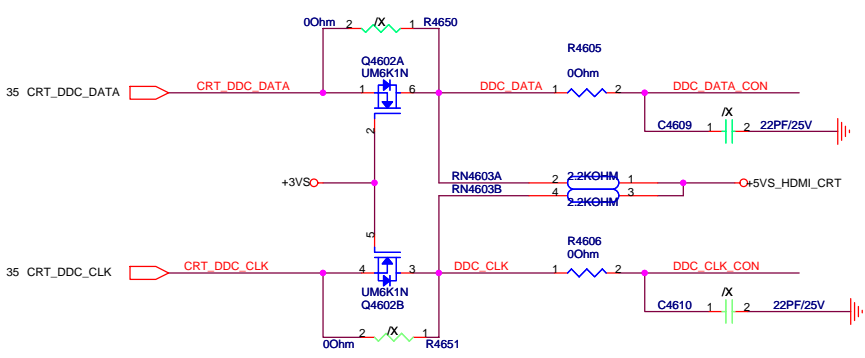 0Ohm 2 /X 1 R4650
R4605
Q4602A
UM6K1N
0Ohm
35 CRT_DDC_DATA CRT_DDC_DATA 1 6 DDC_DATA 1 2 DDC_DATA_CON
/X
2 C4609 1 2 22PF/25V
RN4603A 2 2.2KOHM 1
+3VS +5VS_HDMI_CRT
RN4603B 4 3
2.2KOHM
5
R4606
0Ohm
35 CRT_DDC_CLK CRT_DDC_CLK 4 3 DDC_CLK 1 2 DDC_CLK_CON
UM6K1N /X
Q4602B C4610 1 2 22PF/25V
2 /X 1
0Ohm R4651